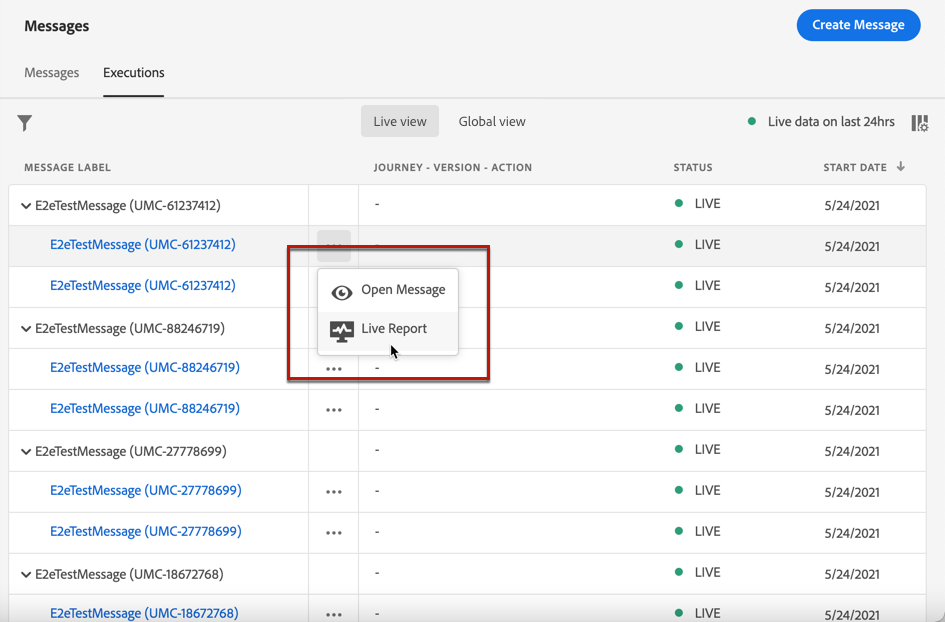 Messages
Create Message
Messages Executions
Live view Global view Live data on last 24hrs
MESSAGE LABEL JOURNEY - VERSION - ACTION STATUS START DATE
E2eTestMessage (UMC-61237412) - LIVE 5/24/2021
E2eTestMessage (UMC-61237412) ... - LIVE 5/24/2021
E2eTestMessage (UMC-61237412) LIVE 5/24/2021
Open Message
Live Report
E2eTestMessage (UMC-88246719) LIVE 5/24/2021
E2eTestMessage (UMC-88246719) ... - LIVE 5/24/2021
E2eTestMessage (UMC-88246719) ... - LIVE 5/24/2021
E2eTestMessage (UMC-27778699) - LIVE 5/24/2021
E2eTestMessage (UMC-27778699) ... - LIVE 5/24/2021
E2eTestMessage (UMC-27778699) ... - LIVE 5/24/2021
E2eTestMessage (UMC-18672768) - LIVE 5/24/2021
E2eTestMessage (UMC-18672768) ... - LIVE 5/24/2021